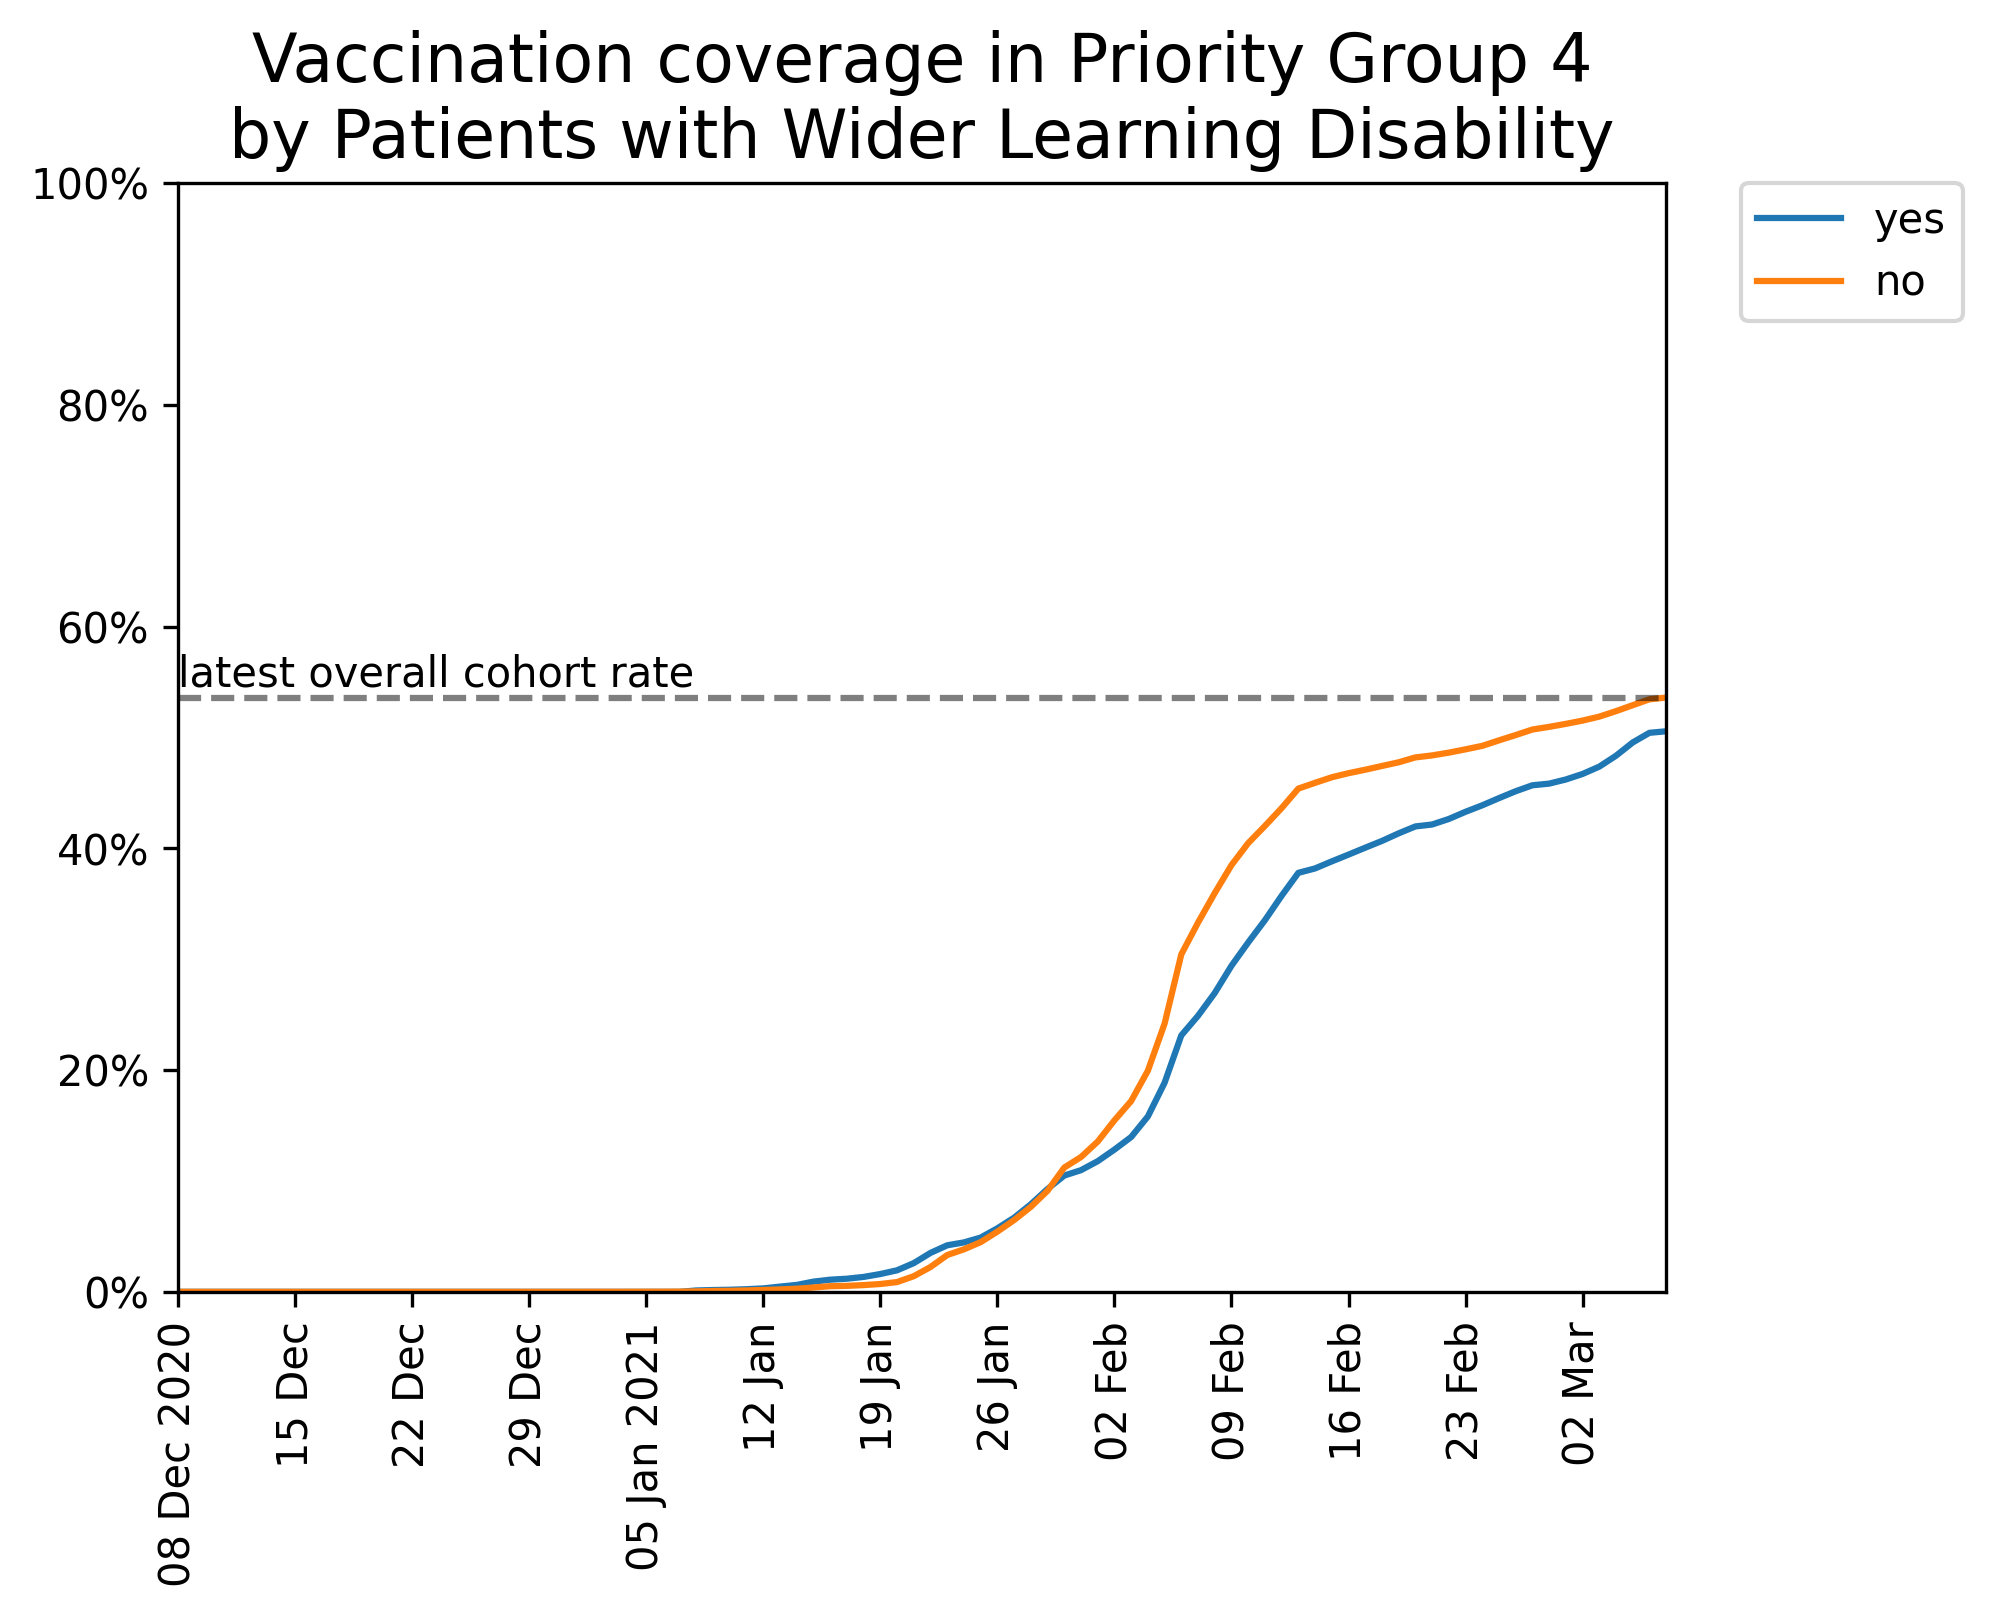 Vaccination coverage in Priority Group 4
by Patients with Wider Learning Disability
100%
80%
60%
40%
20%
0%
latest overall cohort rate
yes
no
08 Dec 2020
15 Dec
22 Dec
29 Dec
05 Jan 2021
12 Jan
19 Jan
26 Jan
02 Feb
09 Feb
16 Feb
23 Feb
02 Mar